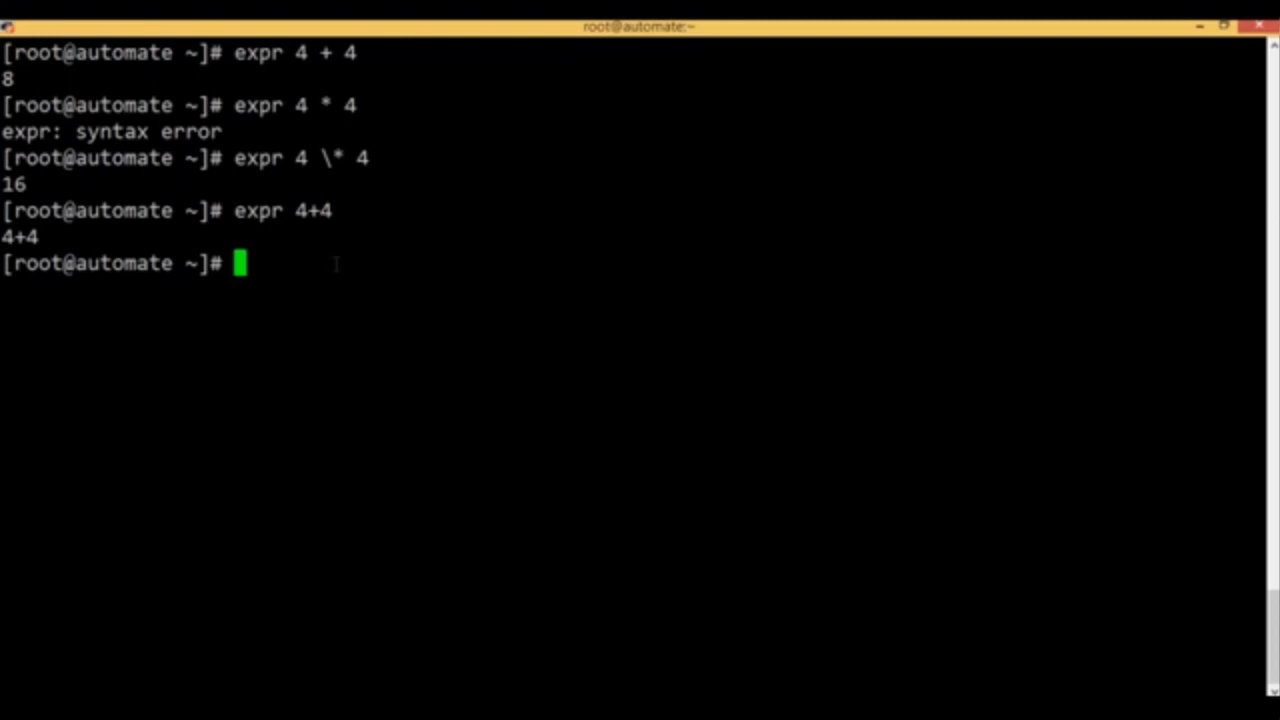 root@automate:~
[root@automate ~]# expr 4 + 4
8
[root@automate ~]# expr 4 * 4
expr: syntax error
[root@automate ~]# expr 4 \* 4
16
[root@automate ~]# expr 4+4
4+4
[root@automate ~]#